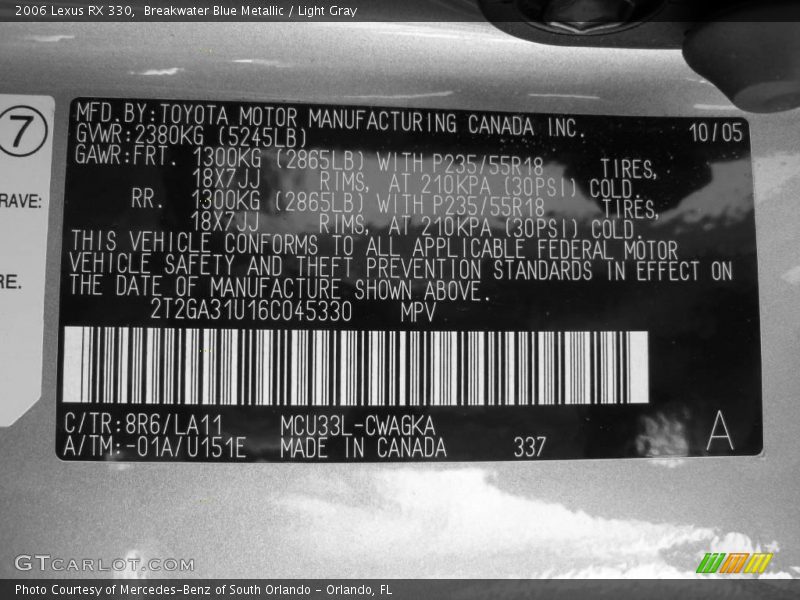 2006 Lexus RX 330, Breakwater Blue Metallic / Light Gray
7
RAVE:
RE.
MFD.BY:TOYOTA MOTOR MANUFACTURING CANADA INC. 10/05
GVWR:2380KG (5245LB)
GAWR:FRT. 1300KG (2865LB) WITH P235/55R18 TIRES,
18X7JJ RIMS, AT 210KPA (30PSI) COLD.
RR. 1300KG (2865LB) WITH P235/55R18 TIRES,
18X7JJ RIMS, AT 210KPA (30PSI) COLD.
THIS VEHICLE CONFORMS TO ALL APPLICABLE FEDERAL MOTOR
VEHICLE SAFETY AND THEFT PREVENTION STANDARDS IN EFFECT ON
THE DATE OF MANUFACTURE SHOWN ABOVE.
2T2GA31U16C045330 MPV
C/TR:8R6/LA11 MCU33L-CWAGKA
A/TM:-01A/U151E MADE IN CANADA 337 A
GTCARLOT.COM
Photo Courtesy of Mercedes-Benz of South Orlando - Orlando, FL